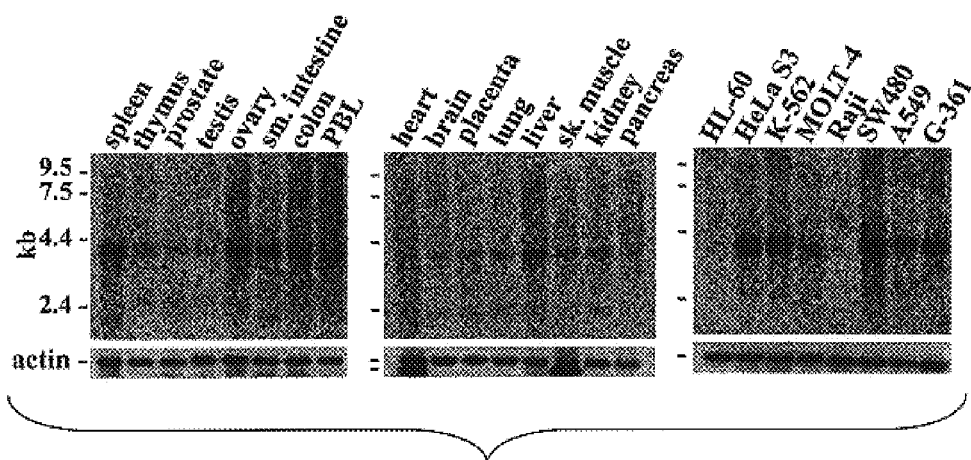 spleen
thymus
prostate
testis
ovary
sm. intestine
colon
PBL
heart
brain
placenta
lung
liver
sk. muscle
kidney
pancreas
HL-60
HeLa S3
K-562
MOLT-4
Raji
SW480
A549
G-361
9.5 -
7.5 -
4.4 -
kb
2.4 -
actin -